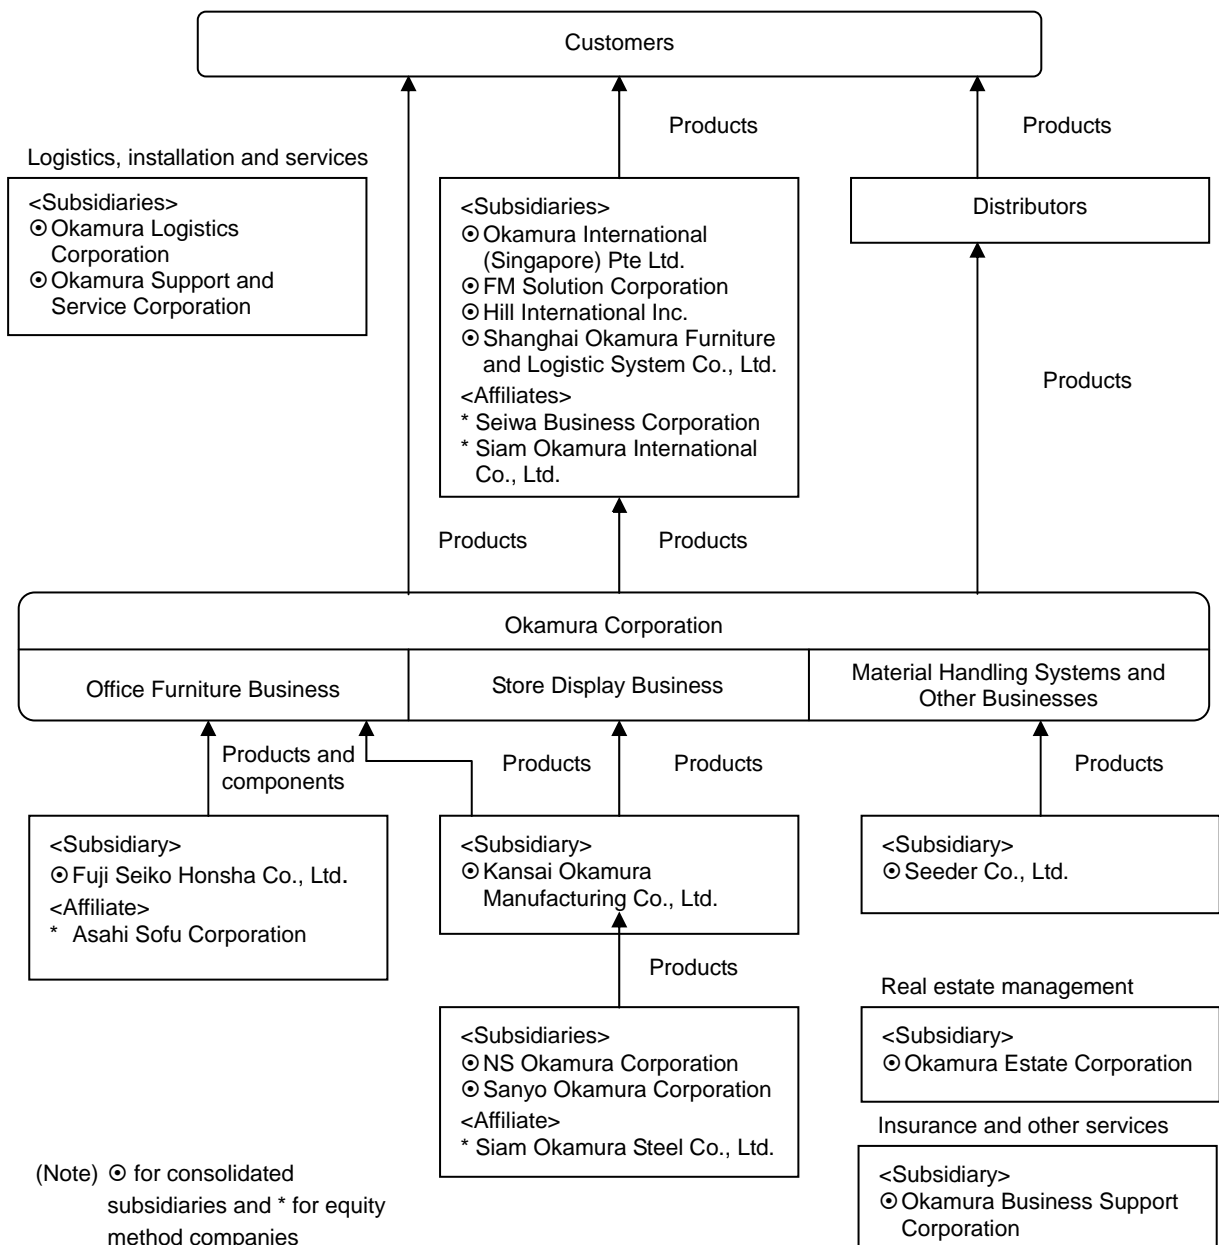 Customers
Products
Products
Logistics, installation and services
<Subsidiaries>
⦿ Okamura Logistics
Corporation
⦿ Okamura Support and
Service Corporation
<Subsidiaries>
⦿ Okamura International
(Singapore) Pte Ltd.
⦿ FM Solution Corporation
⦿ Hill International Inc.
⦿ Shanghai Okamura Furniture
and Logistic System Co., Ltd.
<Affiliates>
* Seiwa Business Corporation
* Siam Okamura International
Co., Ltd.
Distributors
Products
Products
Products
Okamura Corporation
Office Furniture Business
Store Display Business
Material Handling Systems and
Other Businesses
Products and
components
Products
Products
Products
<Subsidiary>
⦿ Fuji Seiko Honsha Co., Ltd.
<Affiliate>
* Asahi Sofu Corporation
<Subsidiary>
⦿ Kansai Okamura
Manufacturing Co., Ltd.
<Subsidiary>
⦿ Seeder Co., Ltd.
Products
<Subsidiaries>
⦿ NS Okamura Corporation
⦿ Sanyo Okamura Corporation
<Affiliate>
* Siam Okamura Steel Co., Ltd.
Real estate management
<Subsidiary>
⦿ Okamura Estate Corporation
Insurance and other services
<Subsidiary>
⦿ Okamura Business Support
Corporation
(Note) ⦿ for consolidated
subsidiaries and * for equity
method companies